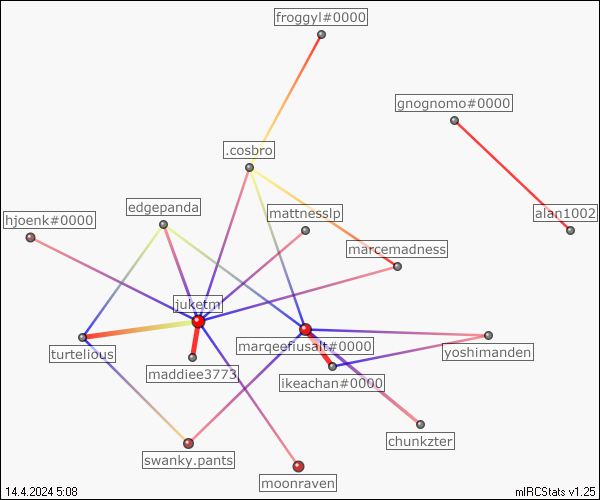 froggyl#0000
gnognomo#0000
.cosbro
edgepanda
mattnesslp
alan1002
hjoenk#0000
marcemadness
juketm
marqeefiusalt#0000
turtelious
yoshimanden
maddiee3773
ikeachan#0000
chunkzter
swanky.pants
moonraven
14.4.2024 5:08
mIRCStats v1.25